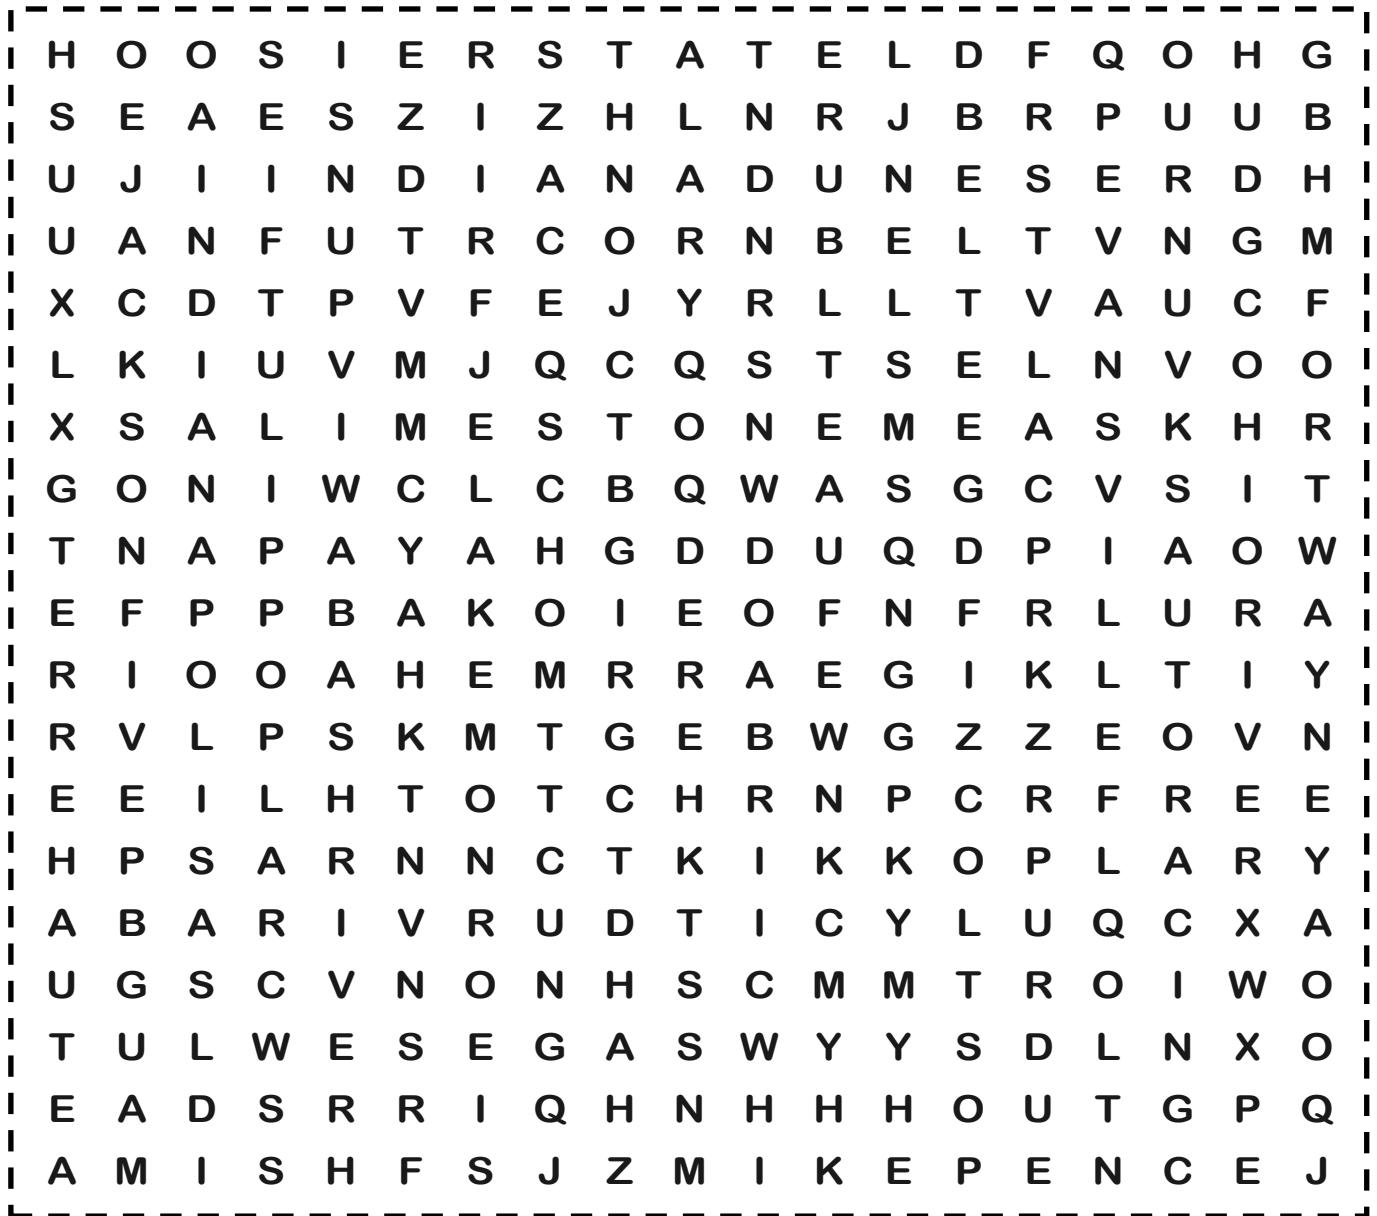 H O O S I E R S T A T E L D F Q O H G
S E A E S Z I Z H L N R J B R P U U B
U J I I N D I A N A D U N E S E R D H
U A N F U T R C O R N B E L T V N G M
X C D T P V F E J Y R L L T V A U C F
L K I U V M J Q C Q S T S E L N V O O
X S A L I M E S T O N E M E A S K H R
G O N I W C L C B Q W A S G C V S I T
T N A P A Y A H G D D U Q D P I A O W
E F P P B A K O I E O F N F R L U R A
R I O O A H E M R R A E G I K L T I Y
R V L P S K M T G E B W G Z Z E O V N
E E I L H T O T C H R N P C R F R E E
H P S A R N N C T K I K K O P L A R Y
A B A R I V R U D T I C Y L U Q C X A
U G S C V N O N H S C M M T R O I W O
T U L W E S E G A S W Y Y S D L N X O
E A D S R R I Q H N H H H O U T G P Q
A M I S H F S J Z M I K E P E N C E J